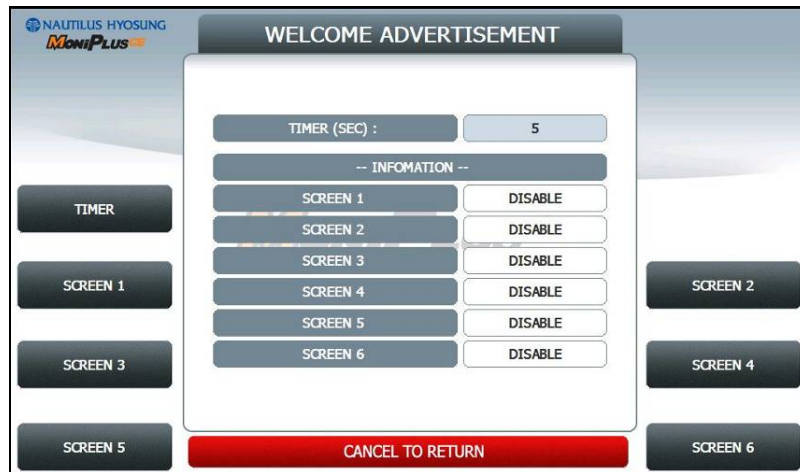 NAUTILUS HYOSUNG
MoniPlus CE
WELCOME ADVERTISEMENT
TIMER (SEC) : 5
-- INFOMATION --
SCREEN 1 DISABLE
SCREEN 2 DISABLE
SCREEN 3 DISABLE
SCREEN 4 DISABLE
SCREEN 5 DISABLE
SCREEN 6 DISABLE
TIMER
SCREEN 1
SCREEN 2
SCREEN 3
SCREEN 4
SCREEN 5
CANCEL TO RETURN
SCREEN 6